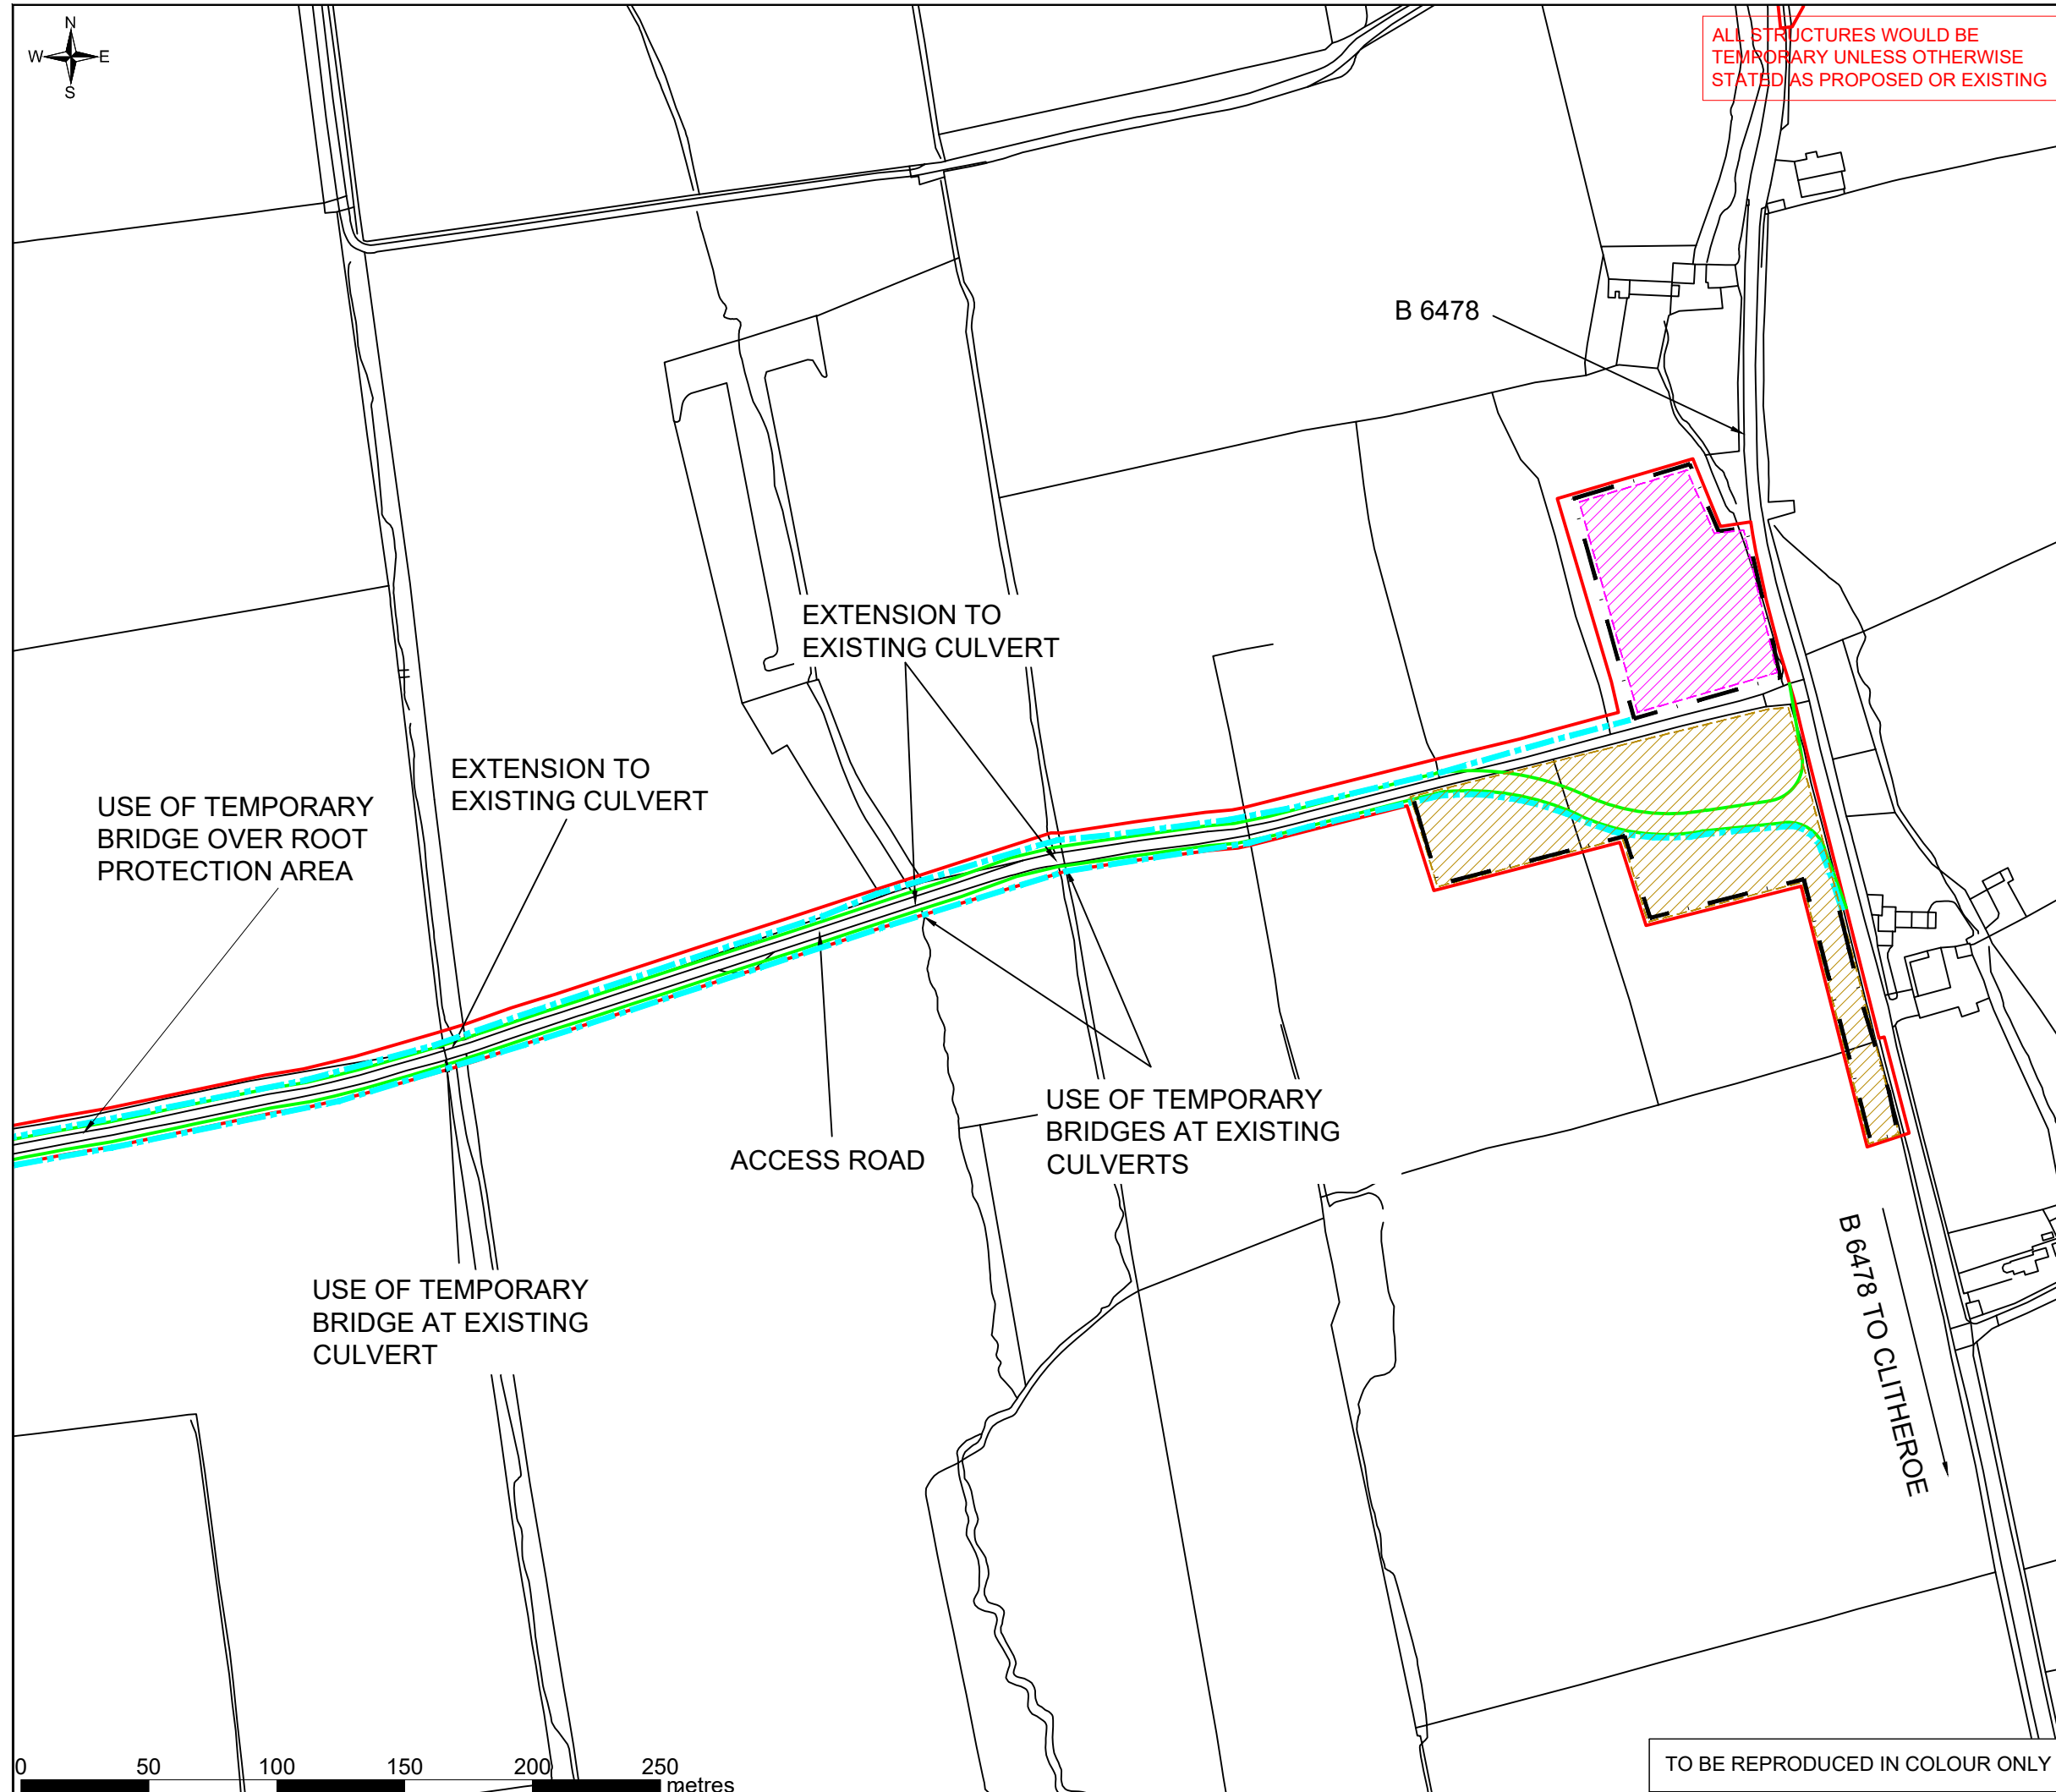 N
W E
S
ALL STRUCTURES WOULD BE
TEMPORARY UNLESS OTHERWISE
STATED AS PROPOSED OR EXISTING
B 6478
EXTENSION TO
EXISTING CULVERT
EXTENSION TO
EXISTING CULVERT
USE OF TEMPORARY
BRIDGE OVER ROOT
PROTECTION AREA
USE OF TEMPORARY
BRIDGES AT EXISTING
CULVERTS
ACCESS ROAD
USE OF TEMPORARY
BRIDGE AT EXISTING
CULVERT
B 6478 TO CLITHEROE
0 50 100 150 200 250
metres
TO BE REPRODUCED IN COLOUR ONLY